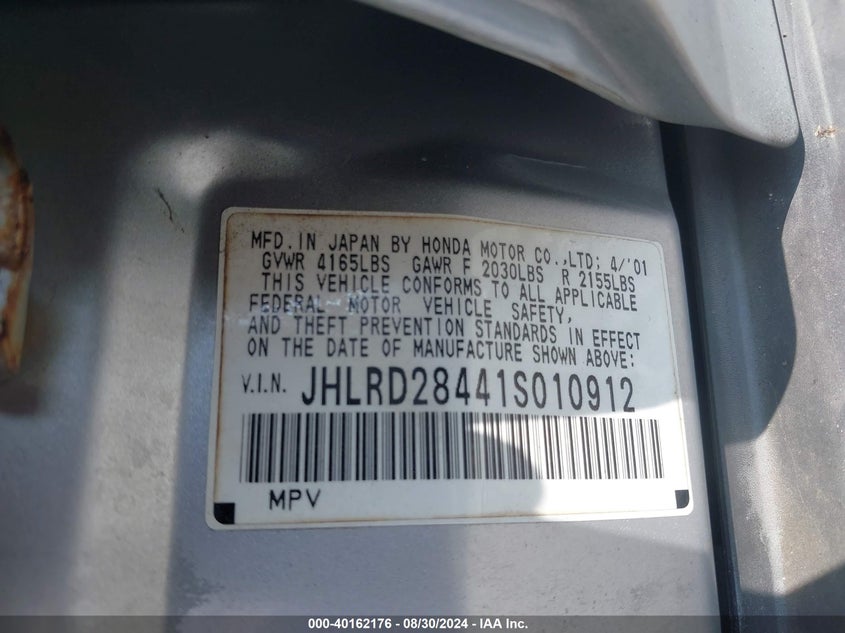 MFD. IN JAPAN BY HONDA MOTOR CO.,LTD; 4/'01
GVWR 4165LBS GAWR F 2030LBS R 2155LBS
THIS VEHICLE CONFORMS TO ALL APPLICABLE
FEDERAL MOTOR VEHICLE SAFETY,
AND THEFT PREVENTION STANDARDS IN EFFECT
ON THE DATE OF MANUFACTURE SHOWN ABOVE:
V.I.N. JHLRD28441S010912
MPV
000-40162176 - 08/30/2024 - IAA Inc.